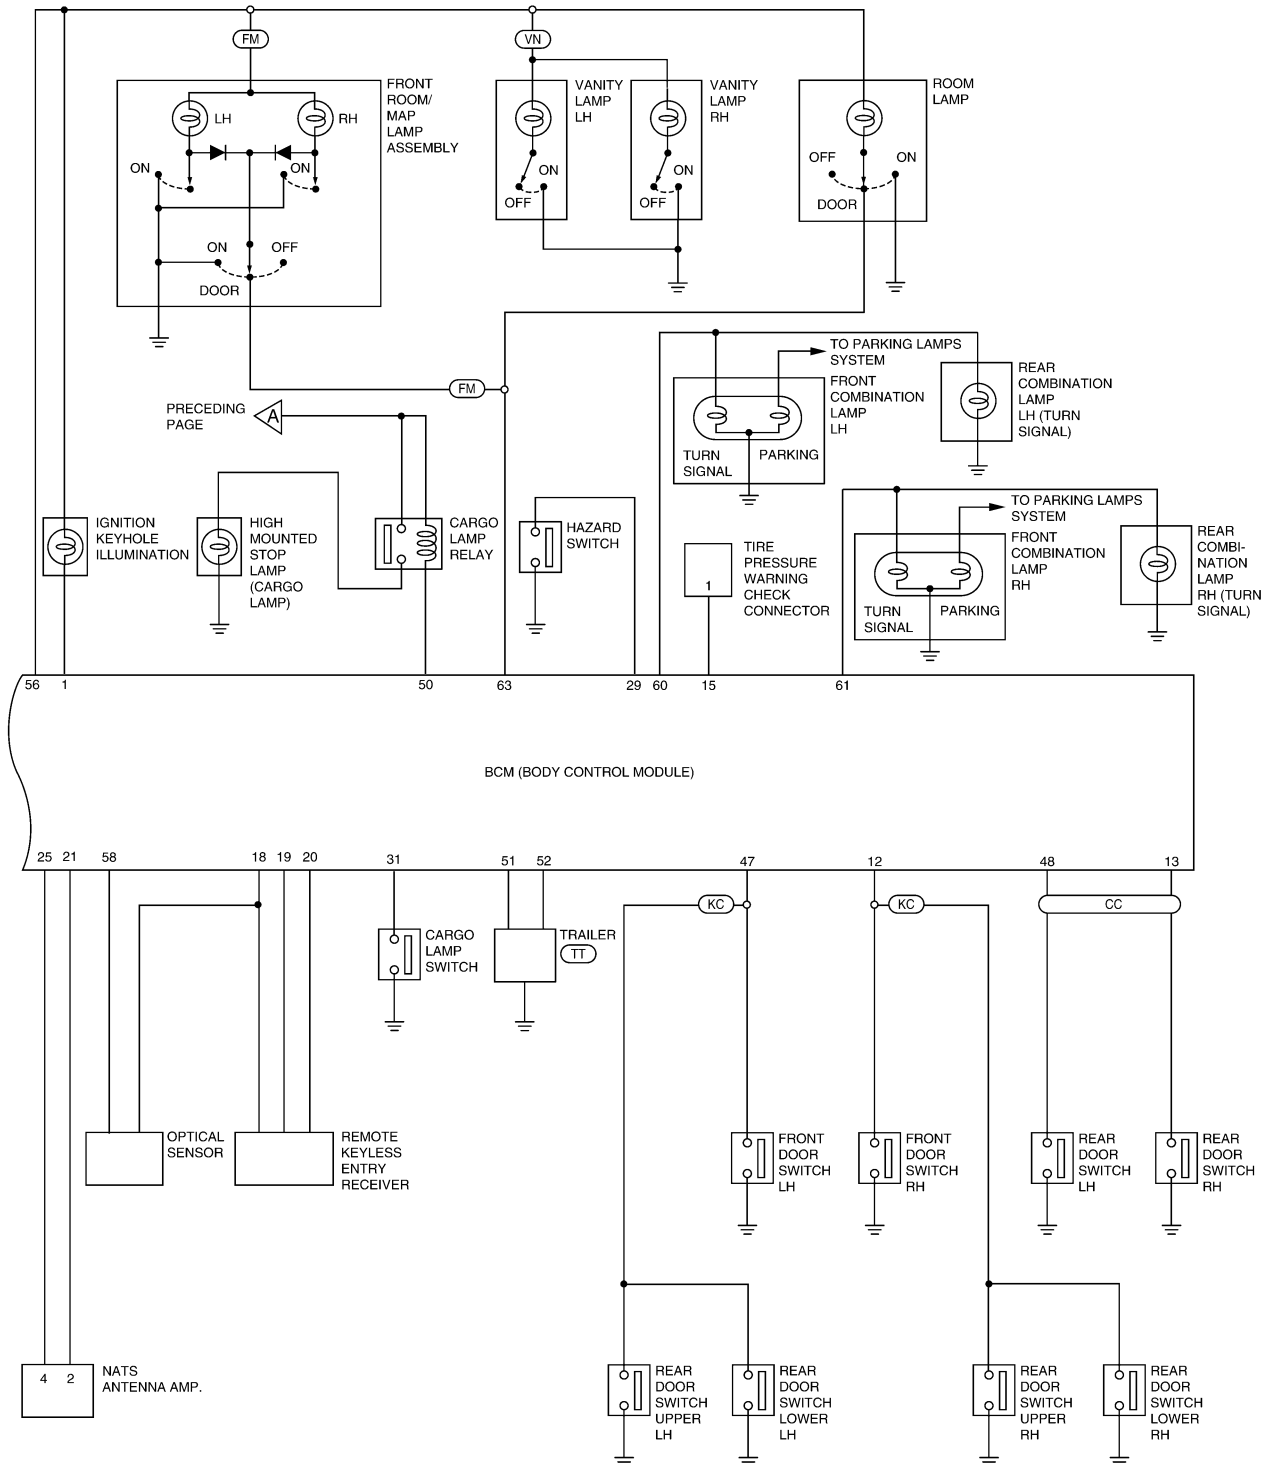 FM
VN
FRONT
ROOM/
MAP
LAMP
ASSEMBLY
LH
RH
ON
ON
ON
OFF
DOOR
VANITY
LAMP
LH
ON
OFF
VANITY
LAMP
RH
ON
OFF
ROOM
LAMP
OFF
ON
DOOR
FM
PRECEDING
PAGE
A
TO PARKING LAMPS
SYSTEM
FRONT
COMBINATION
LAMP
LH
TURN
SIGNAL
PARKING
REAR
COMBINATION
LAMP
LH (TURN
SIGNAL)
TO PARKING LAMPS
SYSTEM
FRONT
COMBINATION
LAMP
RH
TURN
SIGNAL
PARKING
REAR
COMBI-
NATION
LAMP
RH (TURN
SIGNAL)
IGNITION
KEYHOLE
ILLUMINATION
HIGH
MOUNTED
STOP
LAMP
(CARGO
LAMP)
CARGO
LAMP
RELAY
HAZARD
SWITCH
1
TIRE
PRESSURE
WARNING
CHECK
CONNECTOR
56 1 50 63 29 60 15 61
BCM (BODY CONTROL MODULE)
25 21 58 18 19 20 31 51 52 47 12 48 13
KC
KC
CC
CARGO
LAMP
SWITCH
TRAILER
TT
OPTICAL
SENSOR
REMOTE
KEYLESS
ENTRY
RECEIVER
FRONT
DOOR
SWITCH
LH
FRONT
DOOR
SWITCH
RH
REAR
DOOR
SWITCH
LH
REAR
DOOR
SWITCH
RH
4 2
NATS
ANTENNA AMP.
REAR
DOOR
SWITCH
UPPER
LH
REAR
DOOR
SWITCH
LOWER
LH
REAR
DOOR
SWITCH
UPPER
RH
REAR
DOOR
SWITCH
LOWER
RH